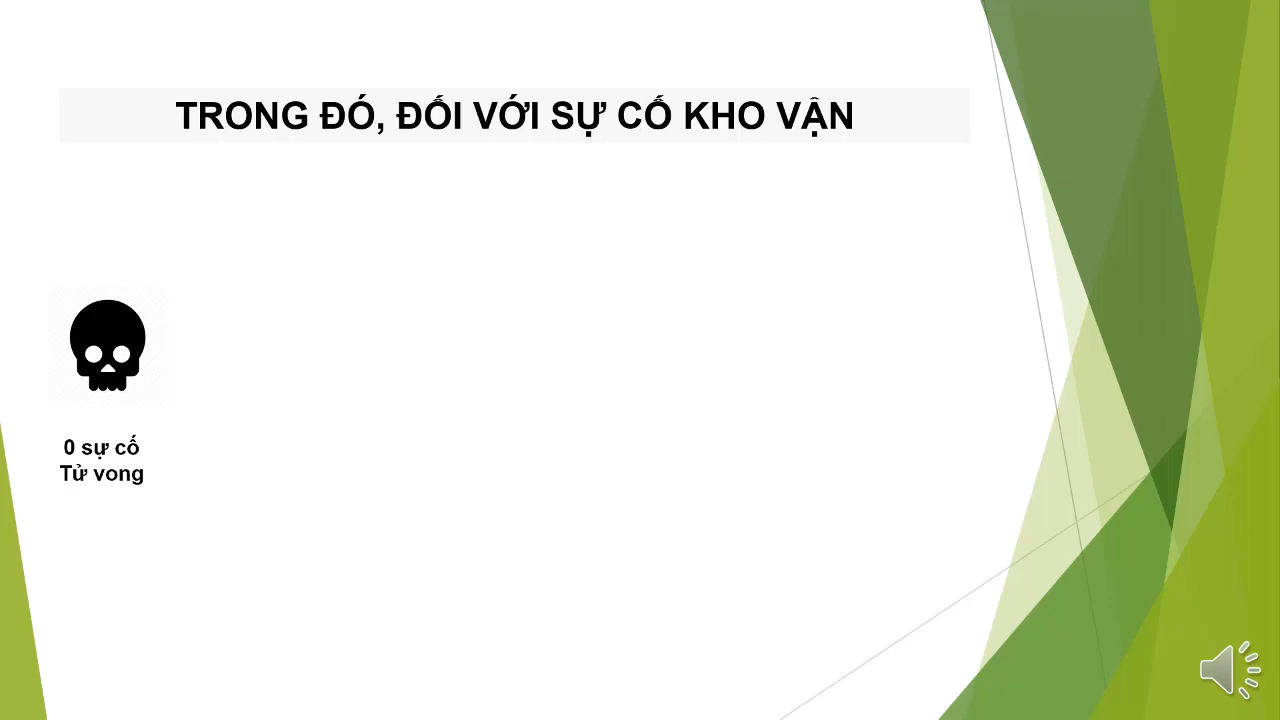 TRONG ĐÓ, ĐỐI VỚI SỰ CỐ KHO VẬN
0 sự cố
Tử vong